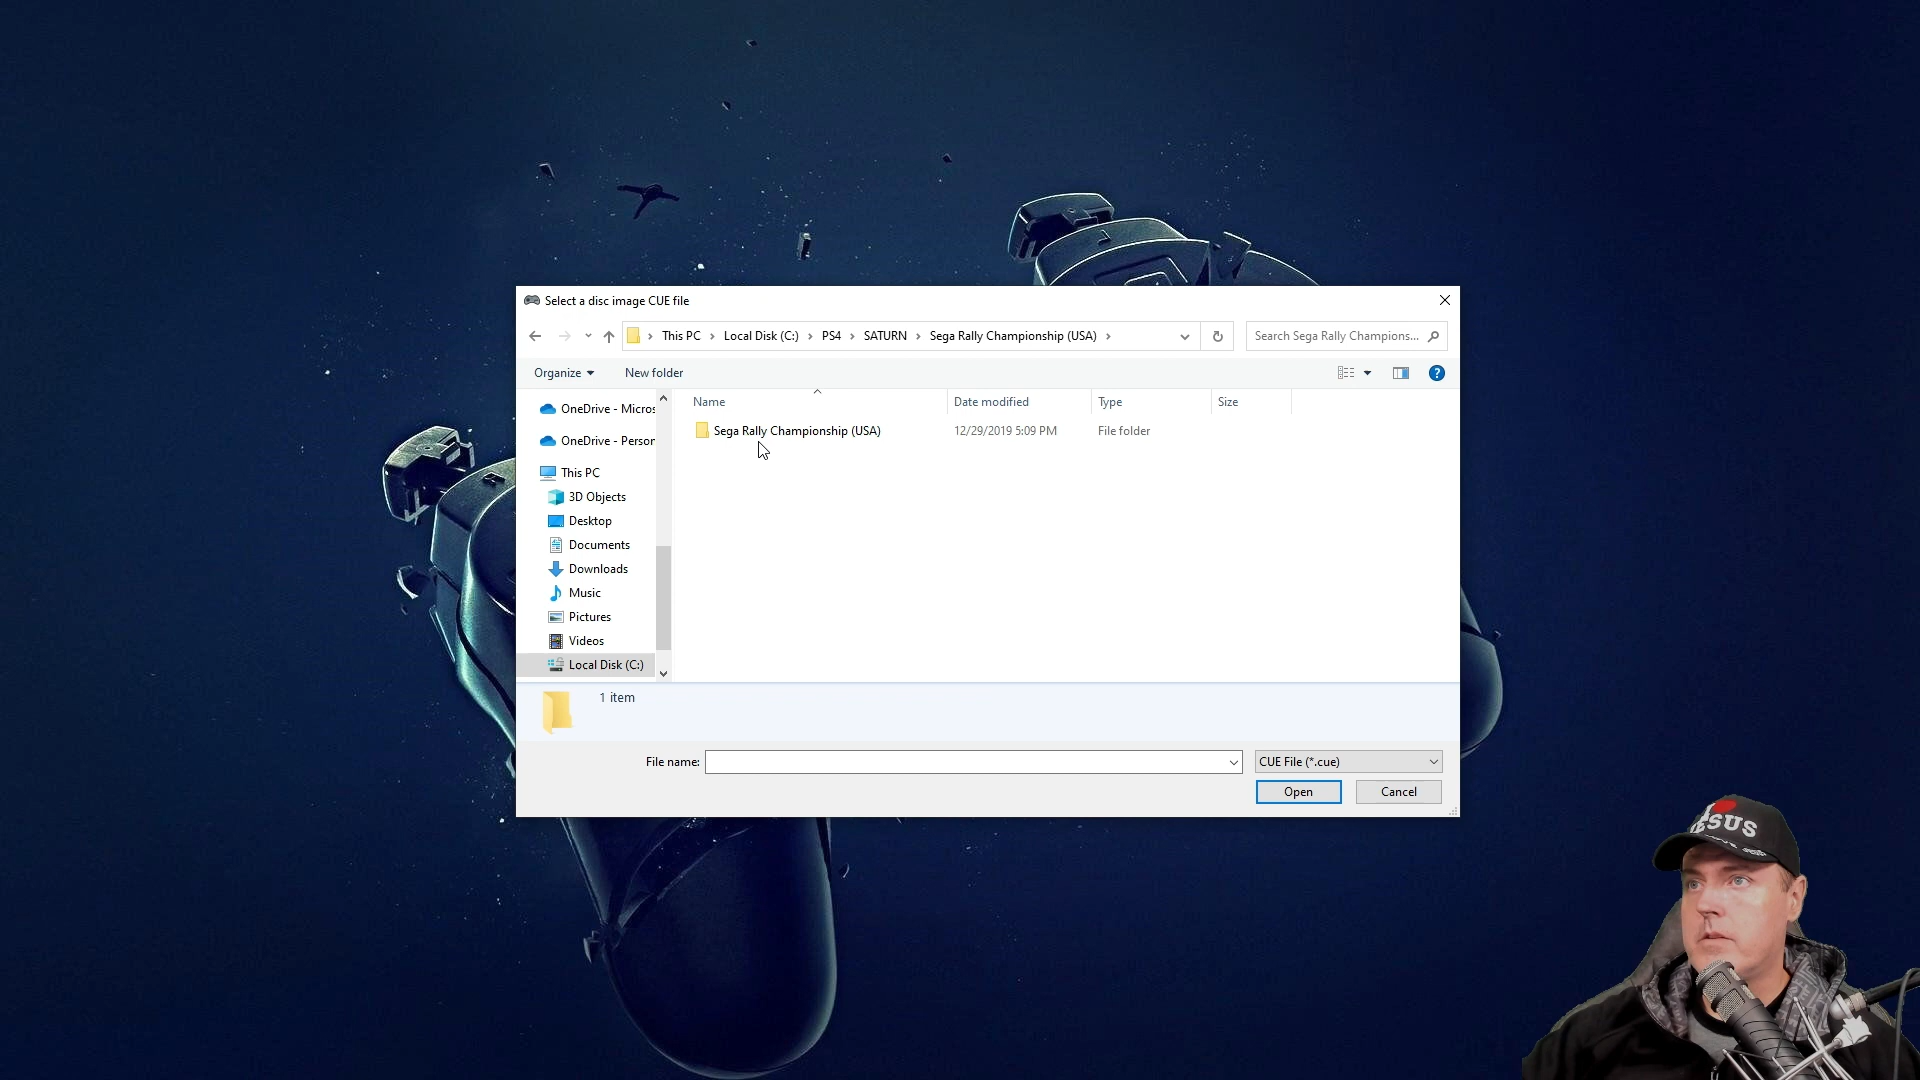 Select a disc image CUE file
This PC
Local Disk (C:)
PS4
SATURN
Sega Rally Championship (USA)
Search Sega Rally Champions...
Organize
New folder
Name
Date modified
Type
Size
Sega Rally Championship (USA)
12/29/2019 5:09 PM
File folder
OneDrive - Micros
OneDrive - Person
This PC
3D Objects
Desktop
Documents
Downloads
Music
Pictures
Videos
Local Disk (C:)
1 item
File name:
CUE File (*.cue)
Open
Cancel